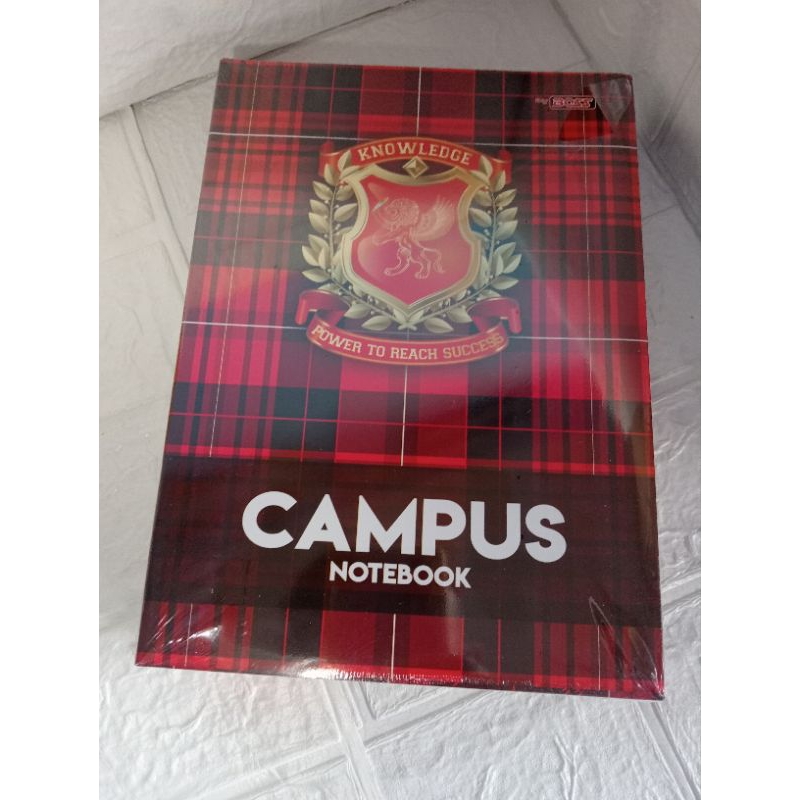 KNOWLEDGE
POWER TO REACH SUCCESS
CAMPUS
NOTEBOOK